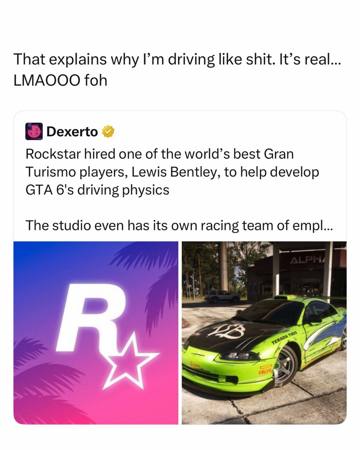 That explains why I’m driving like shit. It’s real...
LMAOOO foh
Dexerto
Rockstar hired one of the world’s best Gran
Turismo players, Lewis Bentley, to help develop
GTA 6's driving physics
The studio even has its own racing team of empl...
R
ALPHA